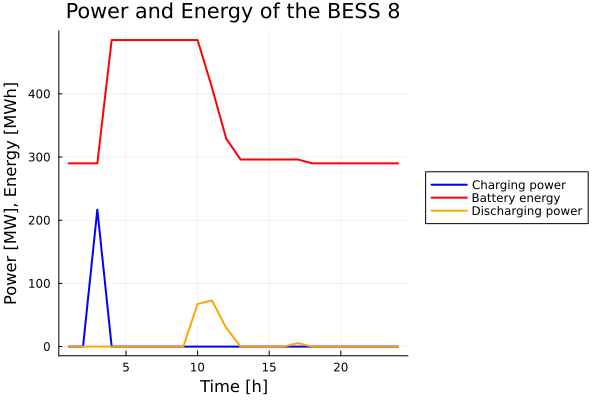 Power and Energy of the BESS 8
Power [MW], Energy [MWh]
400
300
200
100
0
5 10 15 20
Time [h]
Charging power
Battery energy
Discharging power